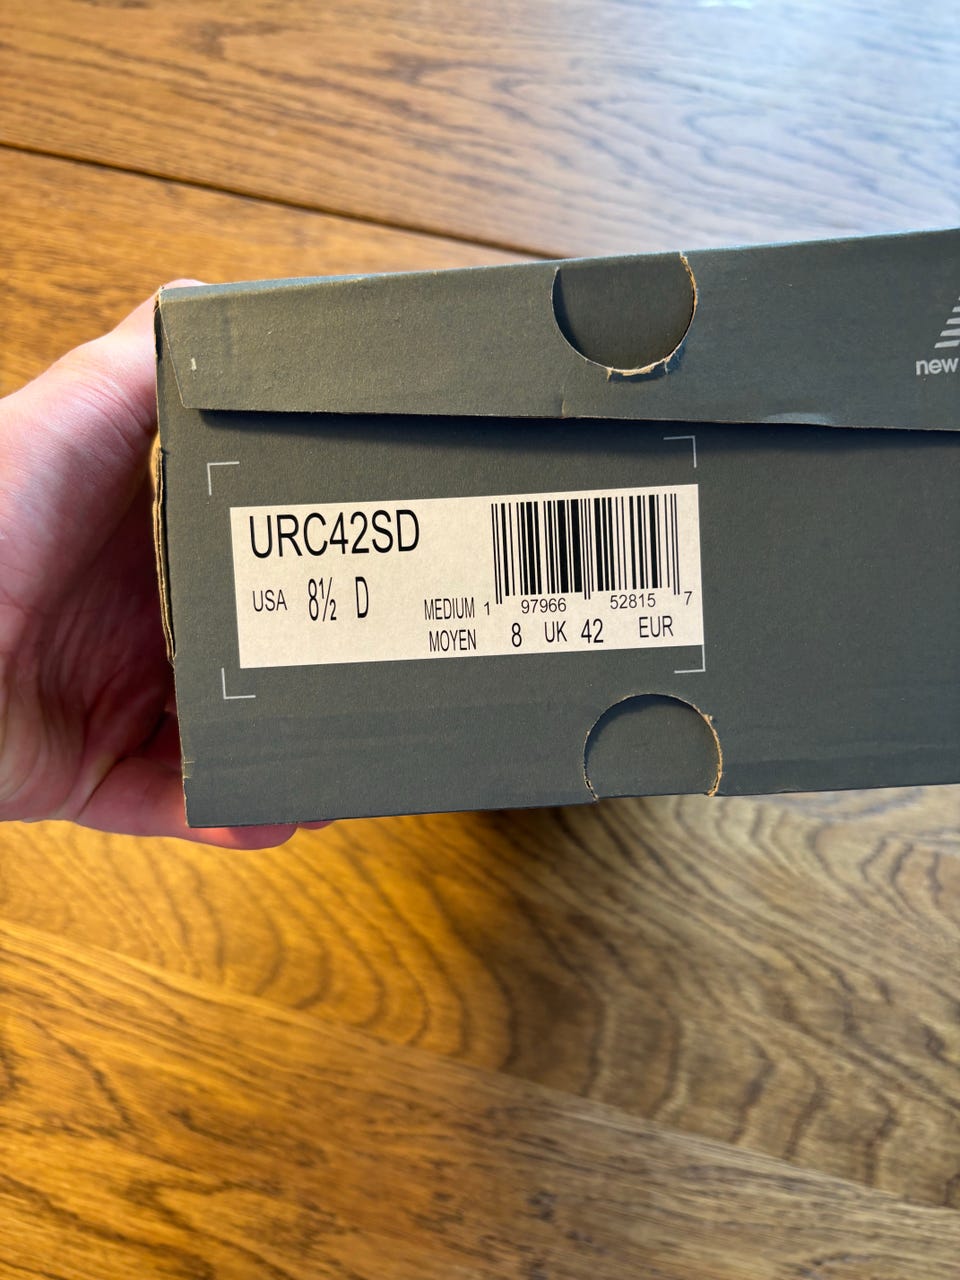 new
URC42SD
USA 8½ D
MEDIUM
MOYEN
1 97966 52815 7
8 UK 42 EUR